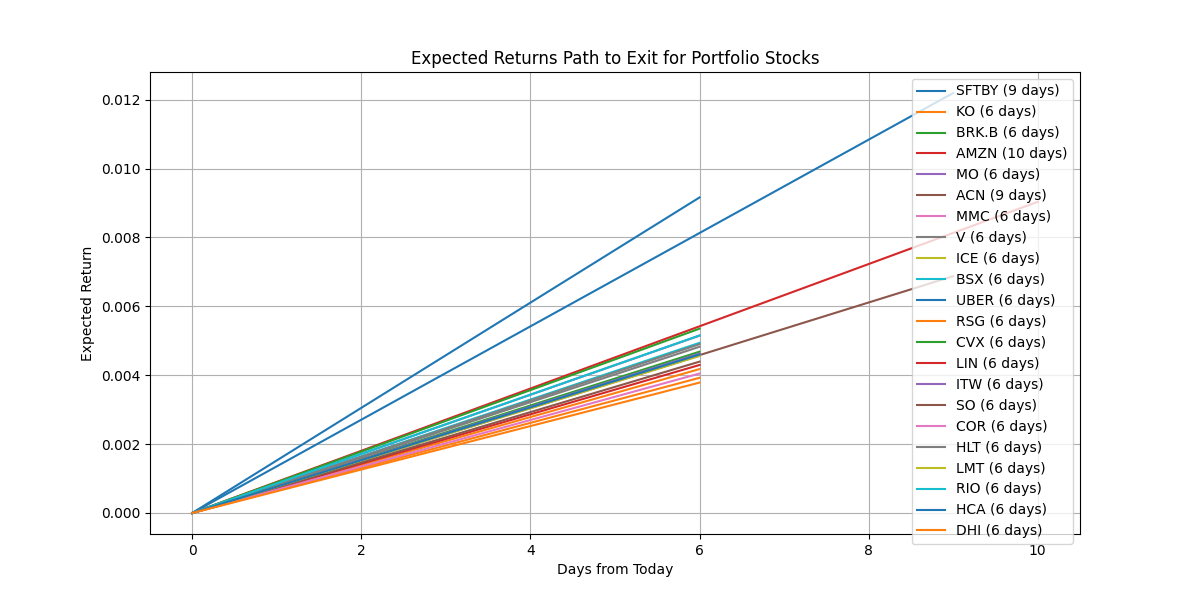 Expected Returns Path to Exit for Portfolio Stocks
Expected Return
0.012
0.010
0.008
0.006
0.004
0.002
0.000
0
2
4
6
8
10
Days from Today
SFTBY (9 days)
KO (6 days)
BRK.B (6 days)
AMZN (10 days)
MO (6 days)
ACN (9 days)
MMC (6 days)
V (6 days)
ICE (6 days)
BSX (6 days)
UBER (6 days)
RSG (6 days)
CVX (6 days)
LIN (6 days)
ITW (6 days)
SO (6 days)
COR (6 days)
HLT (6 days)
LMT (6 days)
RIO (6 days)
HCA (6 days)
DHI (6 days)